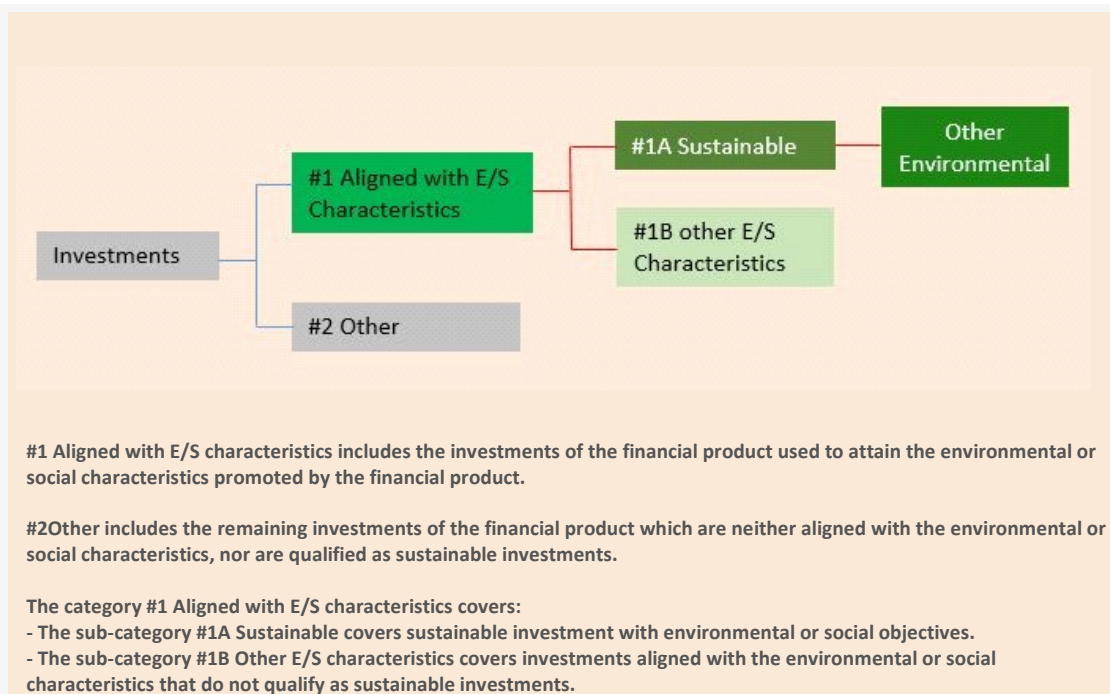 Other
Environmental
#1A Sustainable
#1 Aligned with E/S
Characteristics
#1B other E/S
Characteristics
Investments
#2 Other
#1 Aligned with E/S characteristics includes the investments of the financial product used to attain the environmental or
social characteristics promoted by the financial product.
#2Other includes the remaining investments of the financial product which are neither aligned with the environmental or
social characteristics, nor are qualified as sustainable investments.
The category #1 Aligned with E/S characteristics covers:
- The sub-category #1A Sustainable covers sustainable investment with environmental or social objectives.
- The sub-category #1B Other E/S characteristics covers investments aligned with the environmental or social
characteristics that do not qualify as sustainable investments.